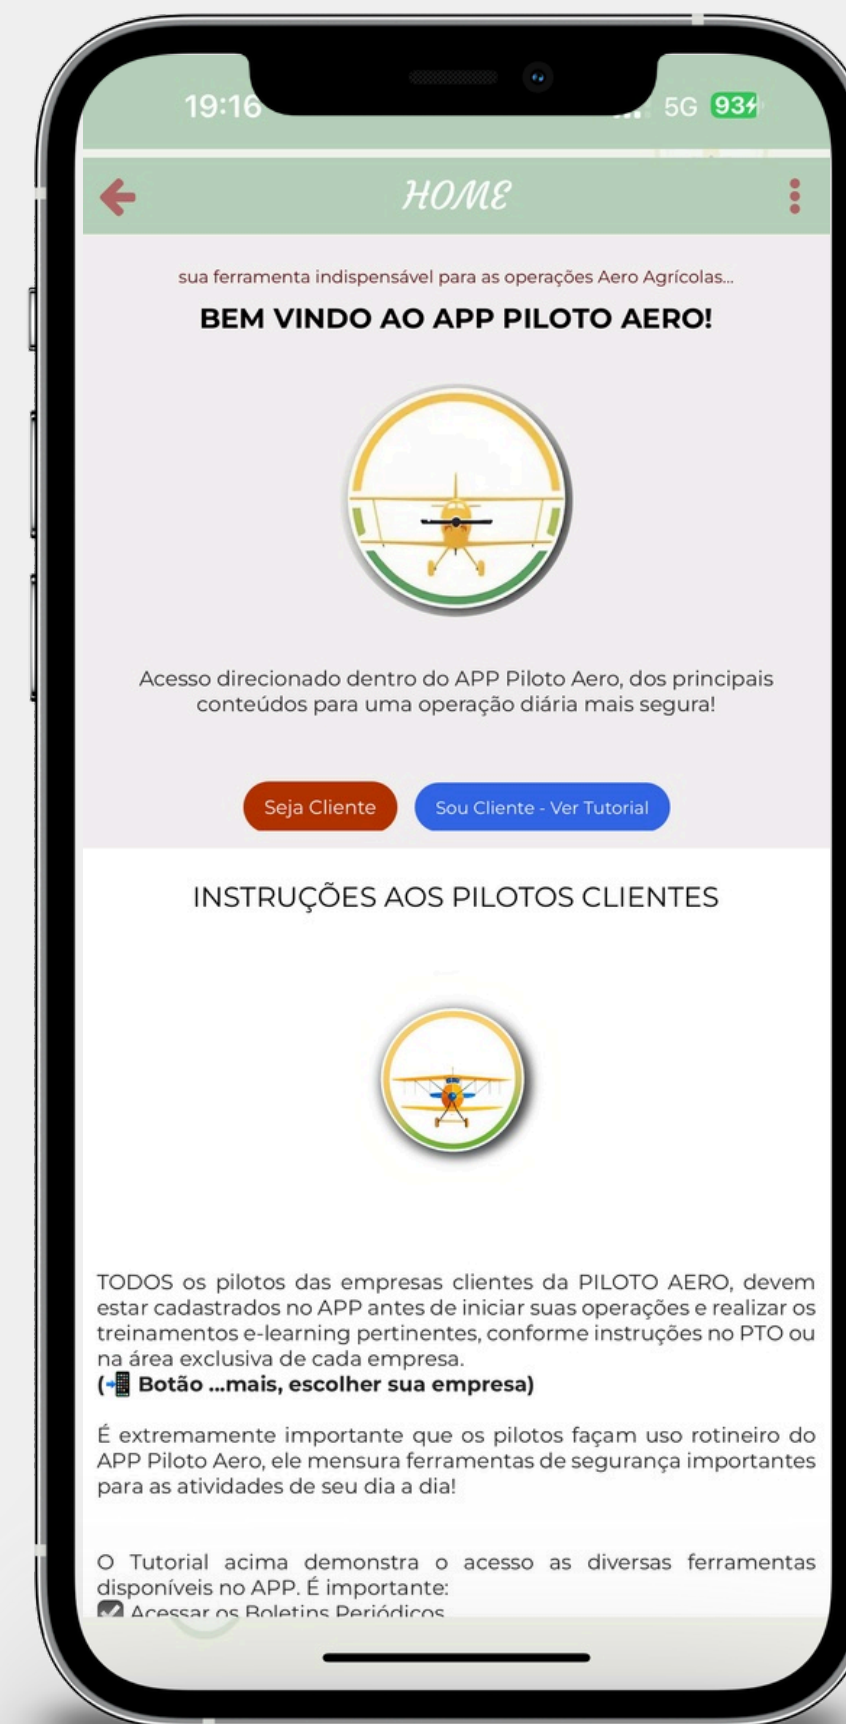 19:16
5G 93
HOME
sua ferramenta indispensável para as operações Aero Agrícolas...
BEM VINDO AO APP PILOTO AERO!
Acesso direcionado dentro do APP Piloto Aero, dos principais
conteúdos para uma operação diária mais segura!
Seja Cliente
Sou Cliente - Ver Tutorial
INSTRUÇÕES AOS PILOTOS CLIENTES
TODOS os pilotos das empresas clientes da PILOTO AERO, devem
estar cadastrados no APP antes de iniciar suas operações e realizar os
treinamentos e-learning pertinentes, conforme instruções no PTO ou
na área exclusiva de cada empresa.
(📲 Botão ...mais, escolher sua empresa)
É extremamente importante que os pilotos façam uso rotineiro do
APP Piloto Aero, ele mensura ferramentas de segurança importantes
para as atividades de seu dia a dia!
O Tutorial acima demonstra o acesso as diversas ferramentas
disponíveis no APP. É importante:
☑ Acessar os Boletins Periódicos